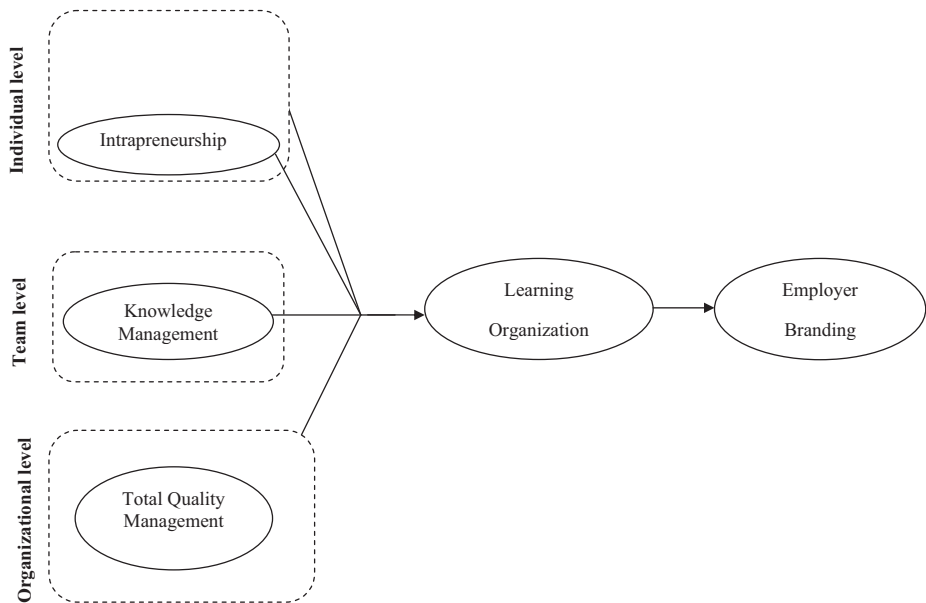 Individual level
Intrapreneurship
Team level
Knowledge
Management
Organizational level
Total Quality
Management
Learning
Organization
Employer
Branding